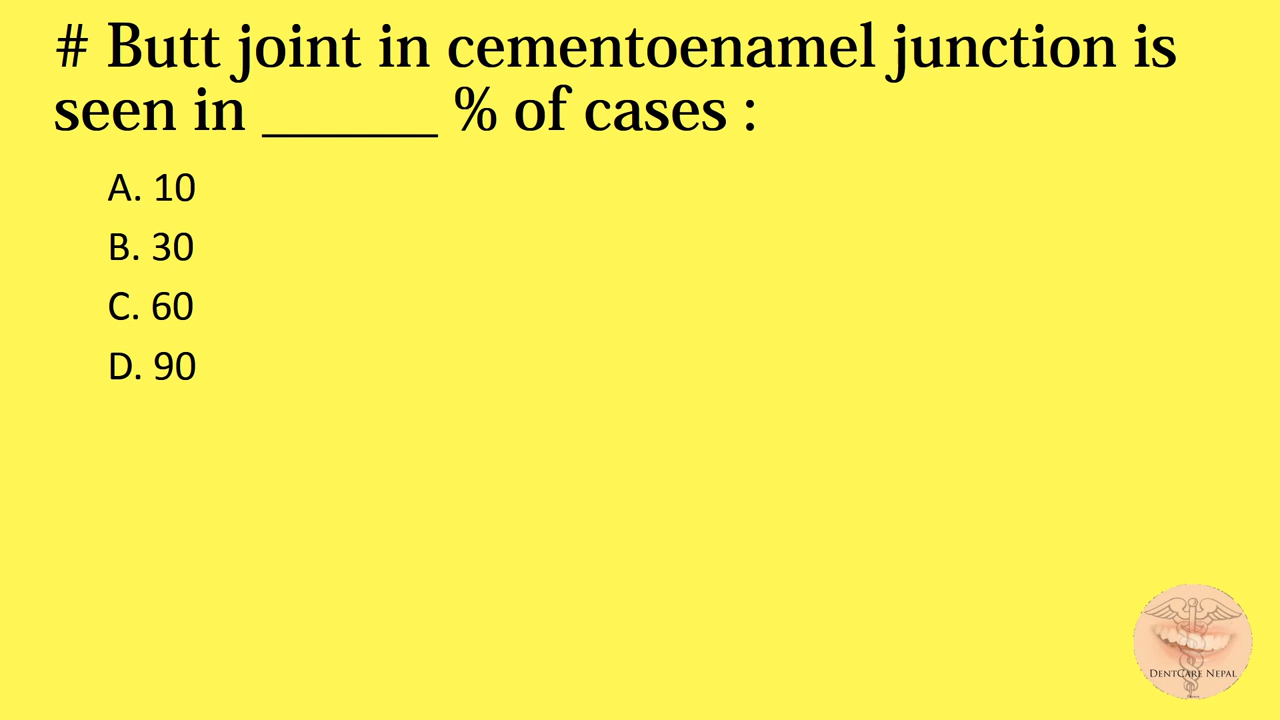 # Butt joint in cementoenamel junction is
seen in ______ % of cases :
A. 10
B. 30
C. 60
D. 90
DentCare Nepal